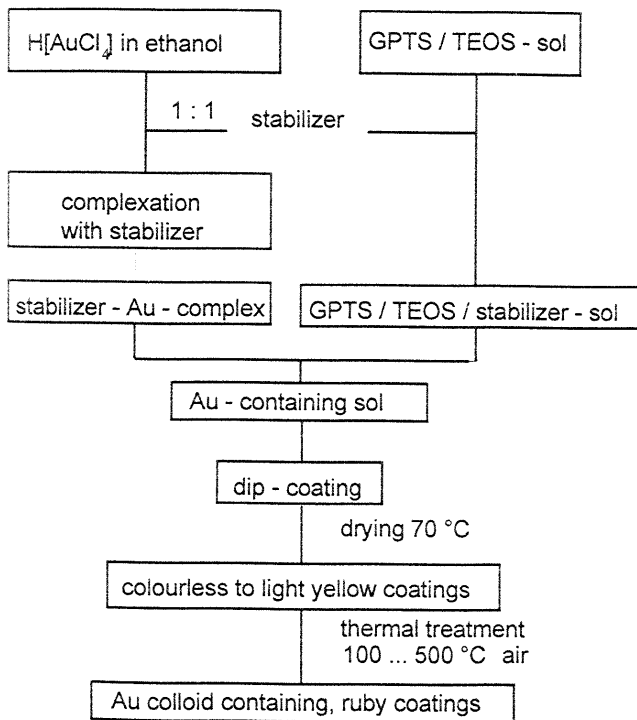 H[AuCl4] in ethanol
GPTS / TEOS - sol
1 : 1
stabilizer
complexation
with stabilizer
stabilizer - Au - complex
GPTS / TEOS / stabilizer - sol
Au - containing sol
dip - coating
drying 70 °C
colourless to light yellow coatings
thermal treatment
100 ... 500 °C air
Au colloid containing, ruby coatings